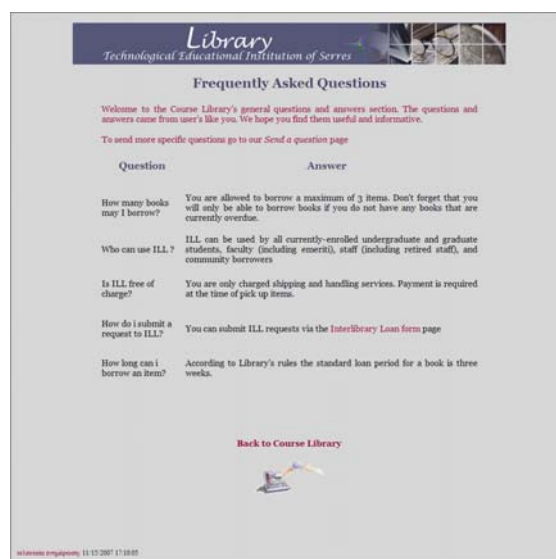 Library
Technological Educational Institution of Serres
Frequently Asked Questions
Welcome to the Course Library's general questions and answers section. The questions and
answers came from user's like you. We hope you find them useful and informative.
To send more specific questions go to our Send a question page
Question Answer
How many books
may I borrow?
You are allowed to borrow a maximum of 3 items. Don't forget that you
will only be able to borrow books if you do not have any books that are
currently overdue.
Who can use ILL ?
ILL can be used by all currently-enrolled undergraduate and graduate
students, faculty (including emeriti), staff (including retired staff), and
community borrowers
Is ILL free of
charge?
You are only charged shipping and handling services. Payment is required
at the time of pick up items.
How do i submit a
request to ILL?
You can submit ILL requests via the Interlibrary Loan form page
How long can i
borrow an item?
According to Library's rules the standard loan period for a book is three
weeks.
Back to Course Library
τελευταία ενημέρωση: 11/15/2007 17:10:05